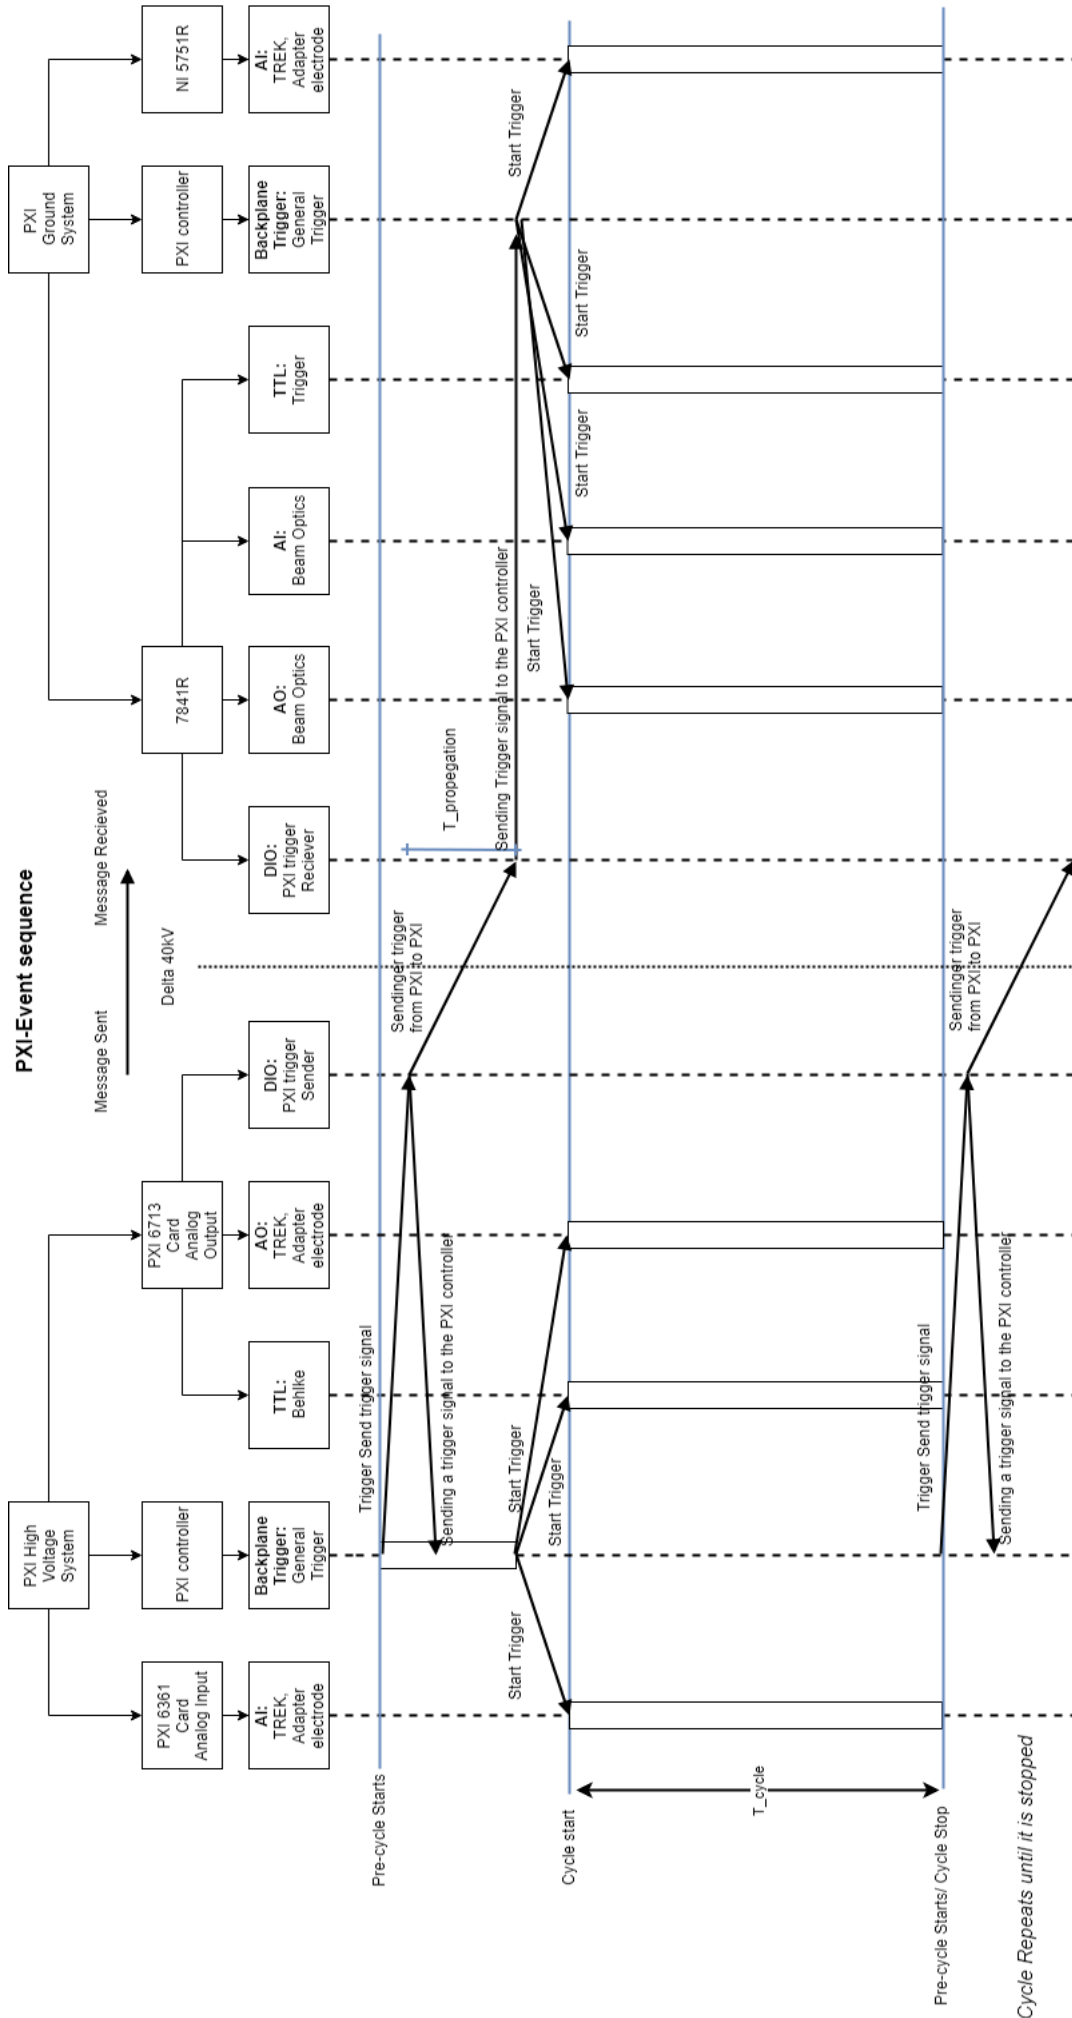 PXI-Event sequence
Message Sent
Message Recieved
Delta 40kV
PXI High
Voltage
System
PXI
Ground
System
PXI 6361
Card
Analog Input
PXI controller
PXI 6713
Card
Analog
Output
7841R
PXI controller
NI 5751R
AI:
TREK,
Adapter
electrode
Backplane
Trigger:
General
Trigger
TTL:
Behlke
AO:
TREK,
Adapter
electrode
DIO:
PXI trigger
Sender
DIO:
PXI trigger
Reciever
AO:
Beam Optics
AI:
Beam Optics
TTL:
Trigger
Backplane
Trigger:
General
Trigger
AI:
TREK,
Adapter
electrode
Pre-cycle Starts
Trigger Send trigger signal
Sendinger trigger
from PXI to PXI
Sending a trigger signal to the PXI controller
T_propegation
Sending Trigger signal to the PXI controller
Start Trigger
Start Trigger
Start Trigger
Start Trigger
Start Trigger
Start Trigger
Start Trigger
Cycle start
T_cycle
Pre-cycle Starts/ Cycle Stop
Trigger Send trigger signal
Sendinger trigger
from PXI to PXI
Sending a trigger signal to the PXI controller
Cycle Repeats until it is stopped